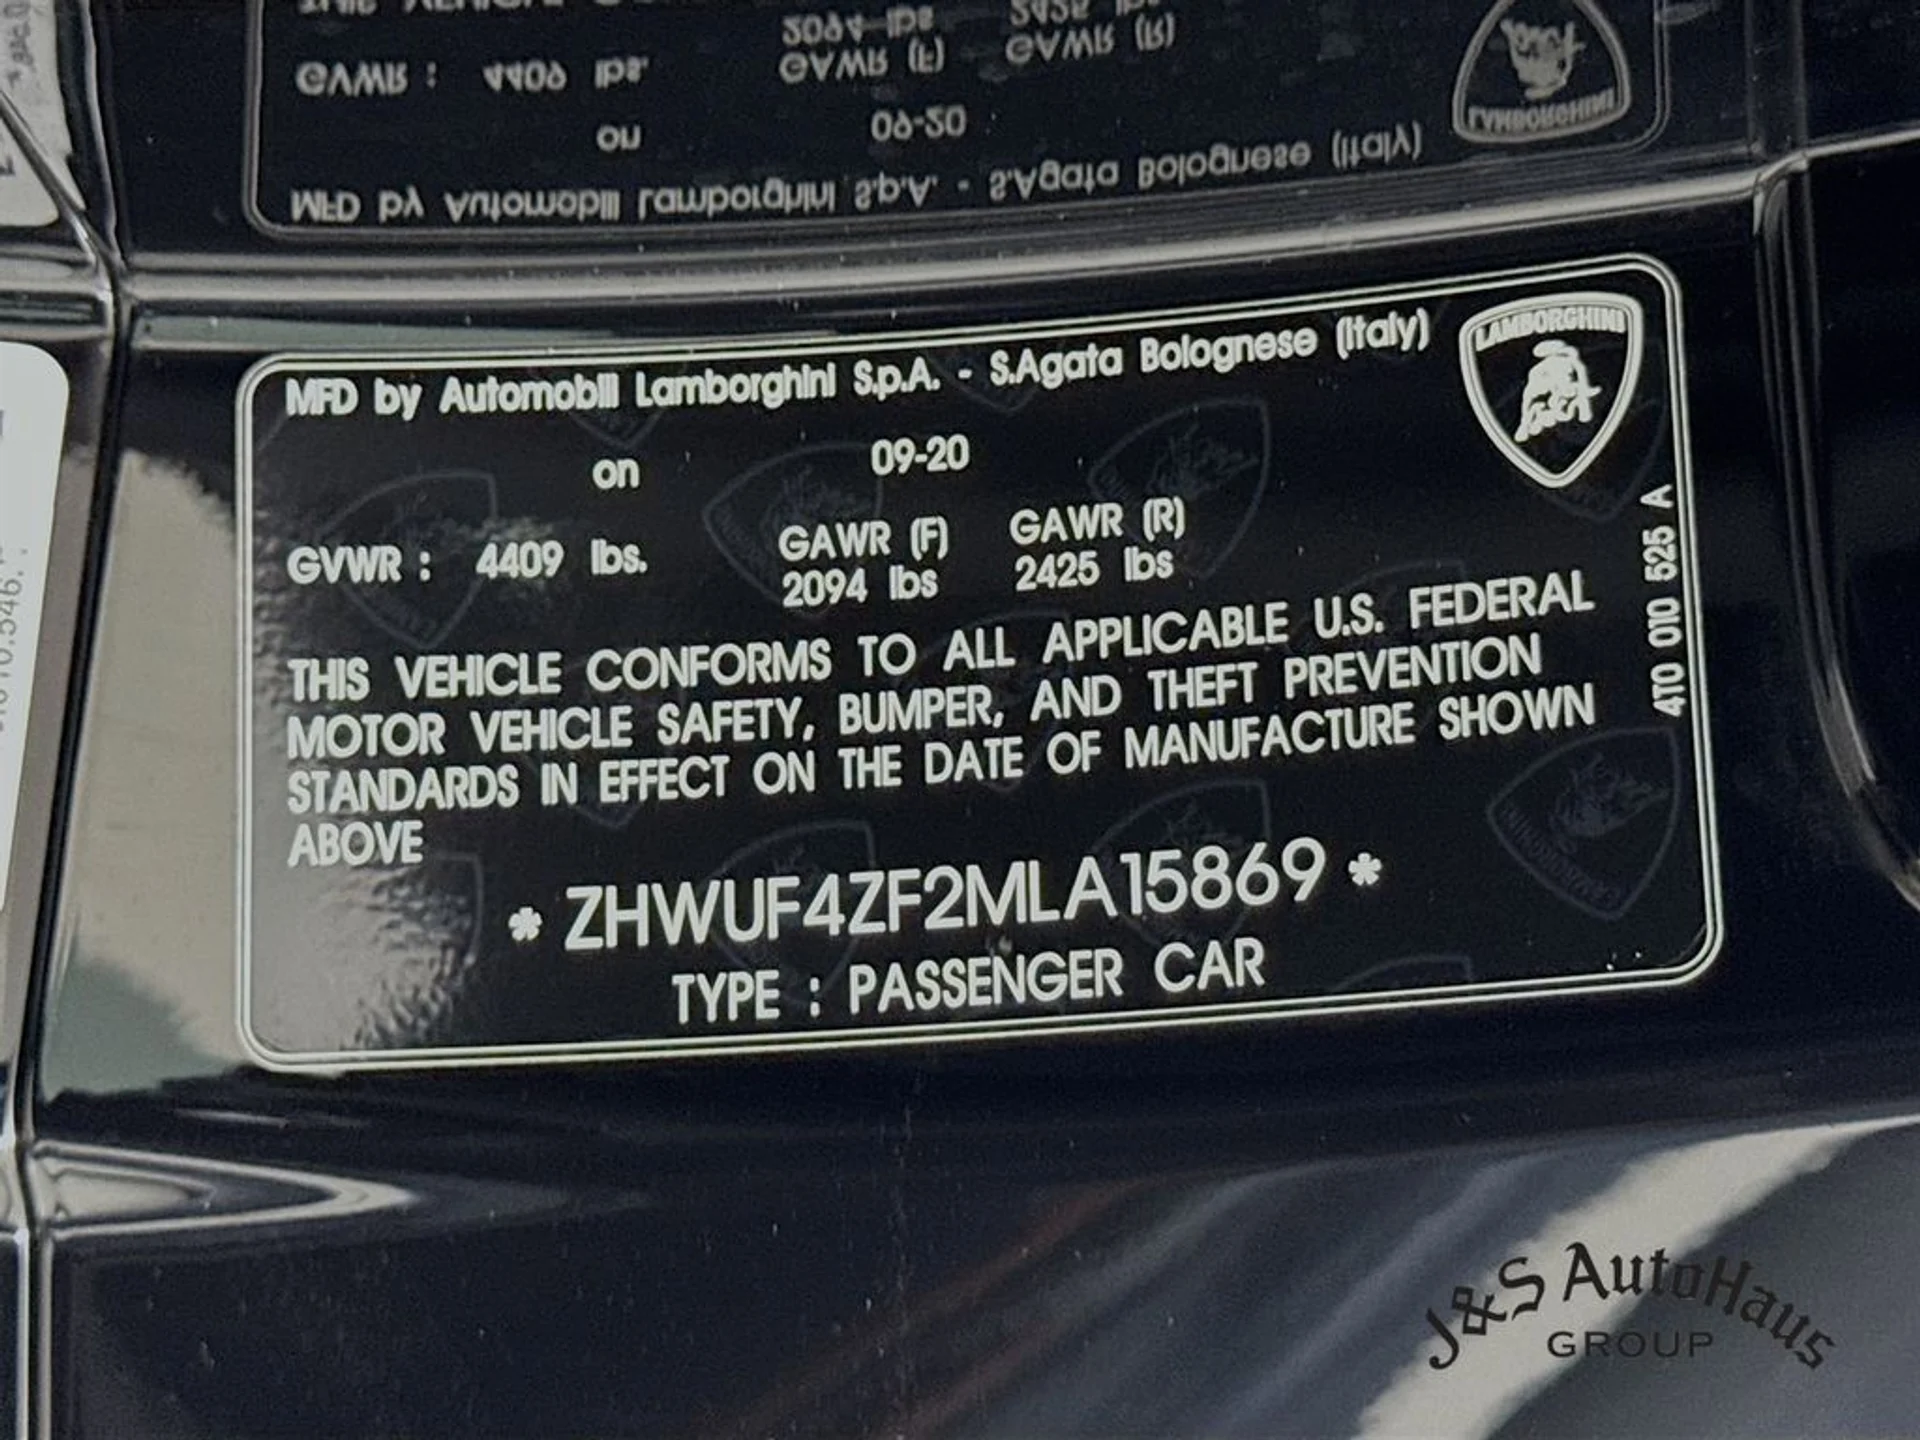 MFD by Automobili Lamborghini S.p.A. - S.Agata Bolognese (Italy)
LAMBORGHINI
on 09-20
GVWR : 4409 lbs. GAWR (F) 2094 lbs GAWR (R) 2425 lbs
THIS VEHICLE CONFORMS TO ALL APPLICABLE U.S. FEDERAL
MOTOR VEHICLE SAFETY, BUMPER, AND THEFT PREVENTION
STANDARDS IN EFFECT ON THE DATE OF MANUFACTURE SHOWN
ABOVE
* ZHWUF4ZF2MLA15869 *
TYPE : PASSENGER CAR
4T0 010 525 A
J&S AutoHaus
GROUP